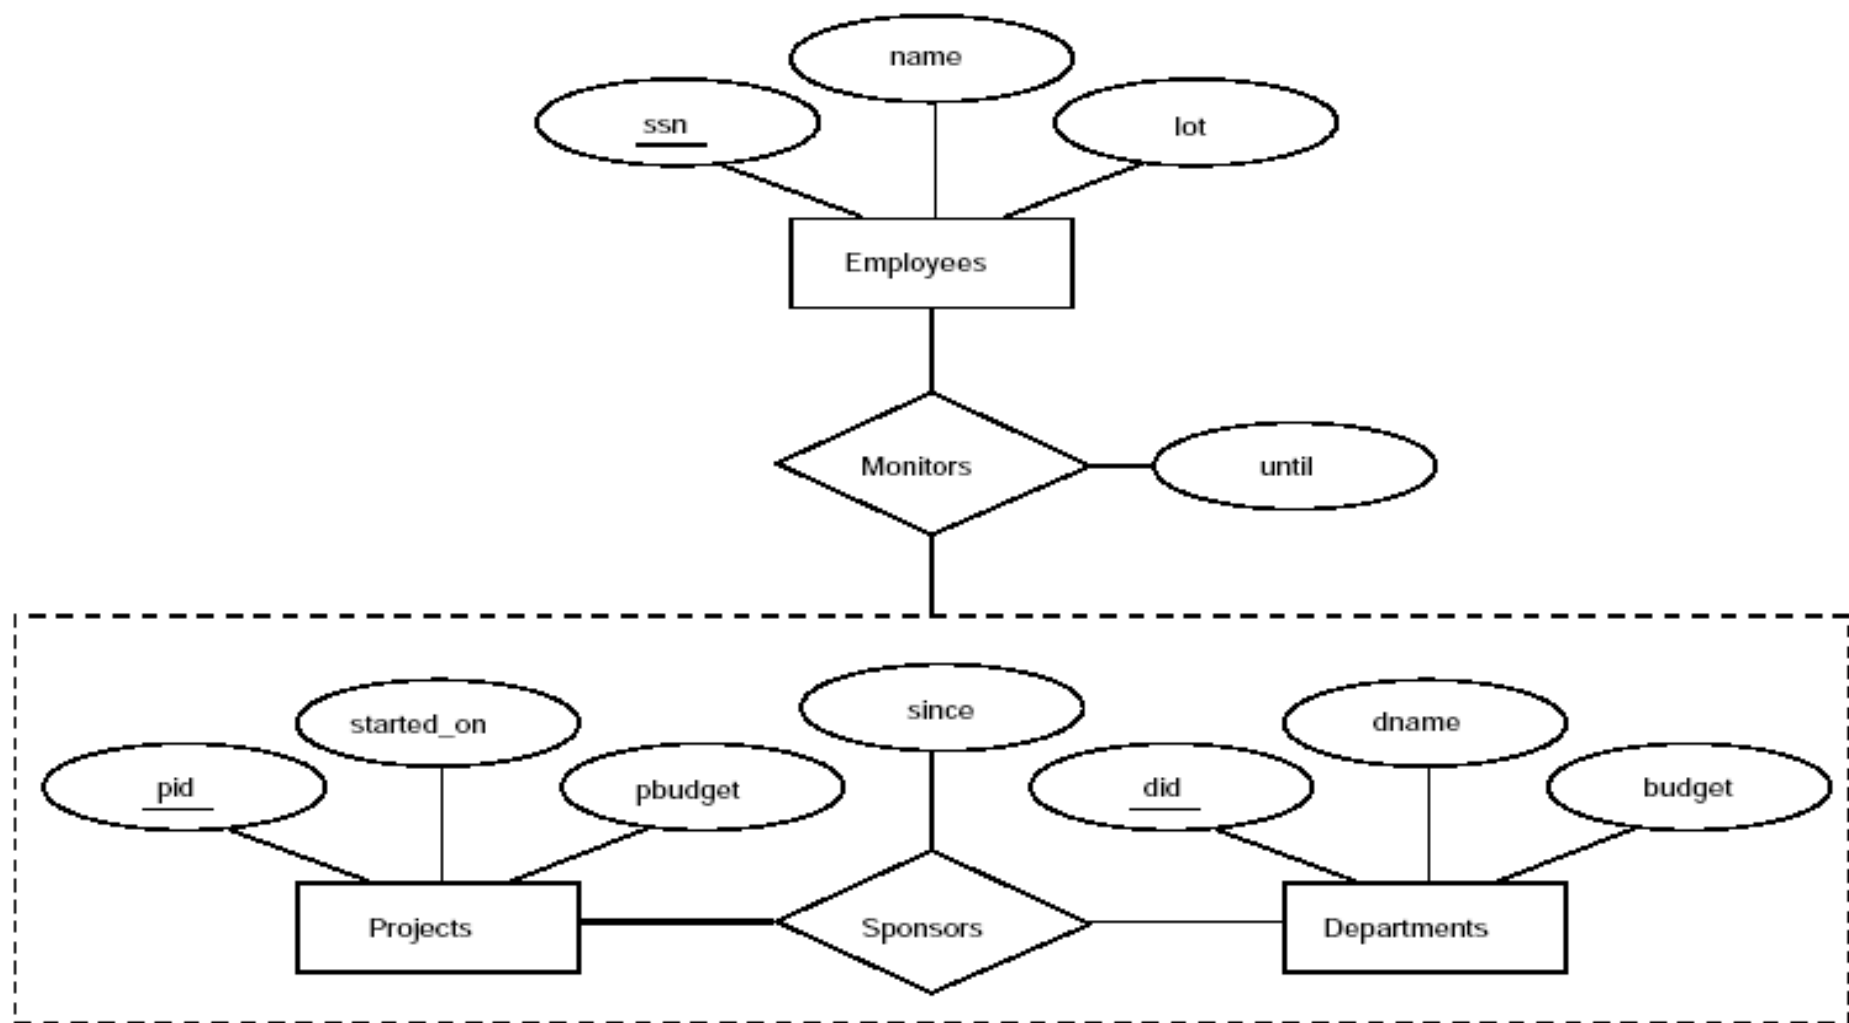 name
ssn
lot
Employees
Monitors
until
since
started_on
dname
pid
pbudget
did
budget
Projects
Sponsors
Departments